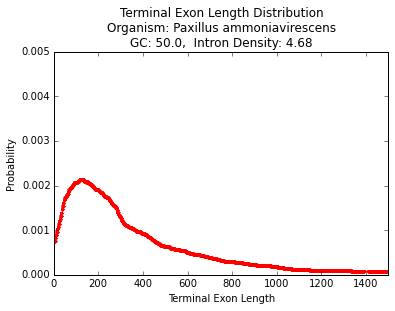 Terminal Exon Length Distribution
Organism: Paxillus ammoniavirescens
GC: 50.0,  Intron Density: 4.68
0.005
0.004
0.003
0.002
0.001
0.000
Probability
0 200 400 600 800 1000 1200 1400
Terminal Exon Length